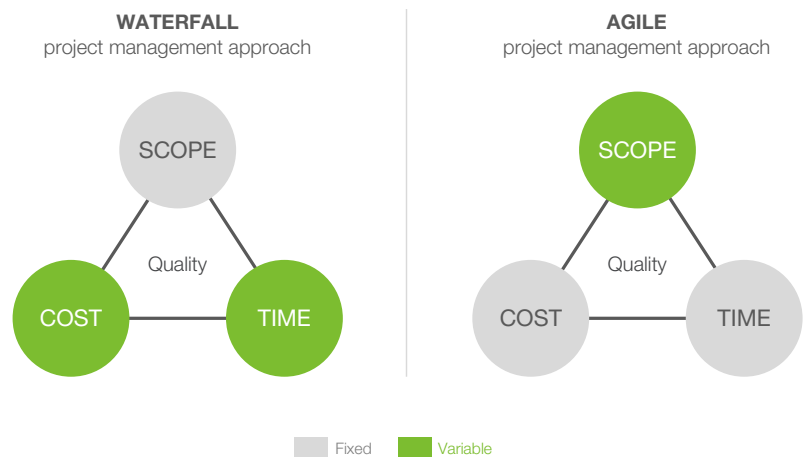 WATERFALL
project management approach
SCOPE
Quality
COST
TIME
AGILE
project management approach
SCOPE
Quality
COST
TIME
Fixed
Variable